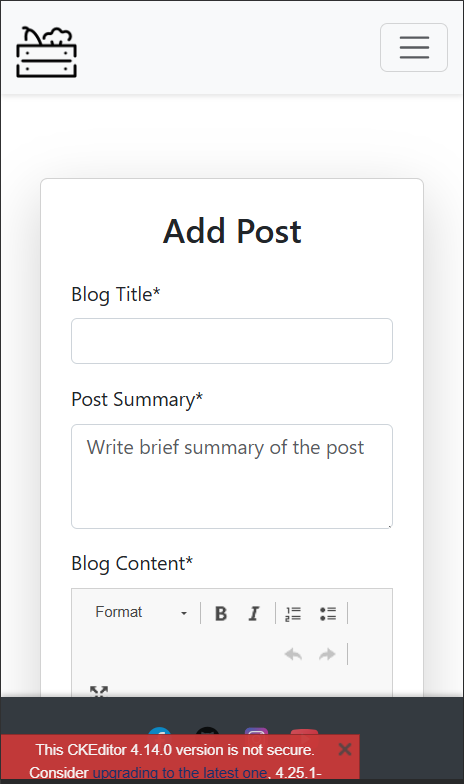 Add Post
Blog Title*
Post Summary*
Write brief summary of the post
Blog Content*
Format
B I
This CKEditor 4.14.0 version is not secure.
Consider upgrading to the latest one, 4.25.1-